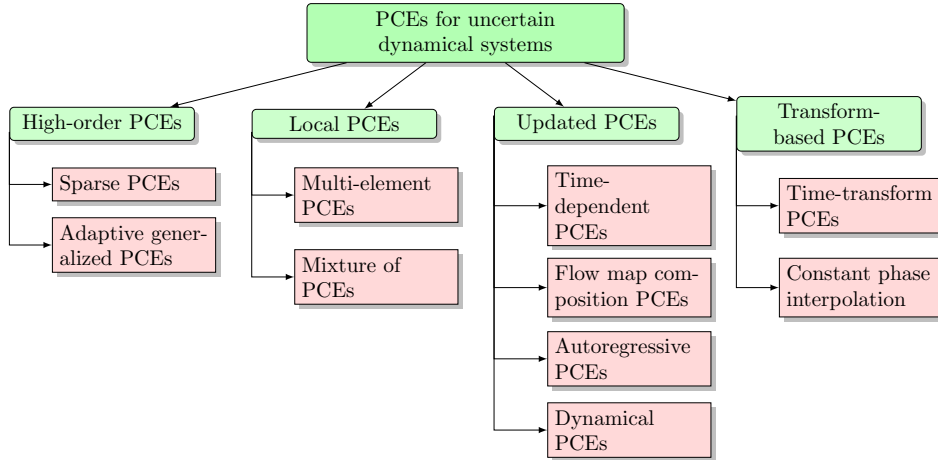 PCEs for uncertain
dynamical systems
High-order PCEs
Sparse PCEs
Adaptive gener-
alized PCEs
Local PCEs
Multi-element
PCEs
Mixture of
PCEs
Updated PCEs
Time-
dependent
PCEs
Flow map com-
position PCEs
Autoregressive
PCEs
Dynamical
PCEs
Transform-
based PCEs
Time-transform
PCEs
Constant phase
interpolation